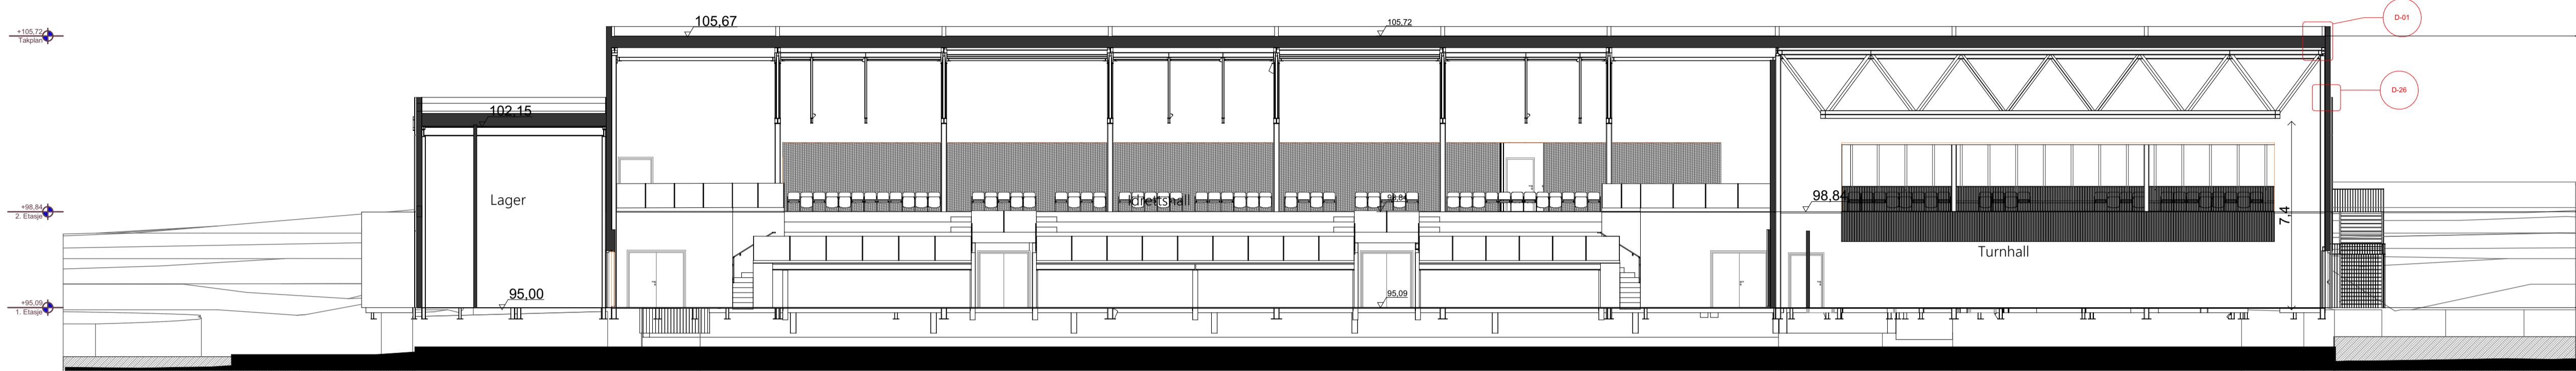 105,67
105,72
D-01
+105,72
Takplan
D-26
102,15
Lager
Idrettshall
98,84
98,84
+98,84
2. Etasje
7,4
Turnhall
95,00
95,09
+95,09
1. Etasje